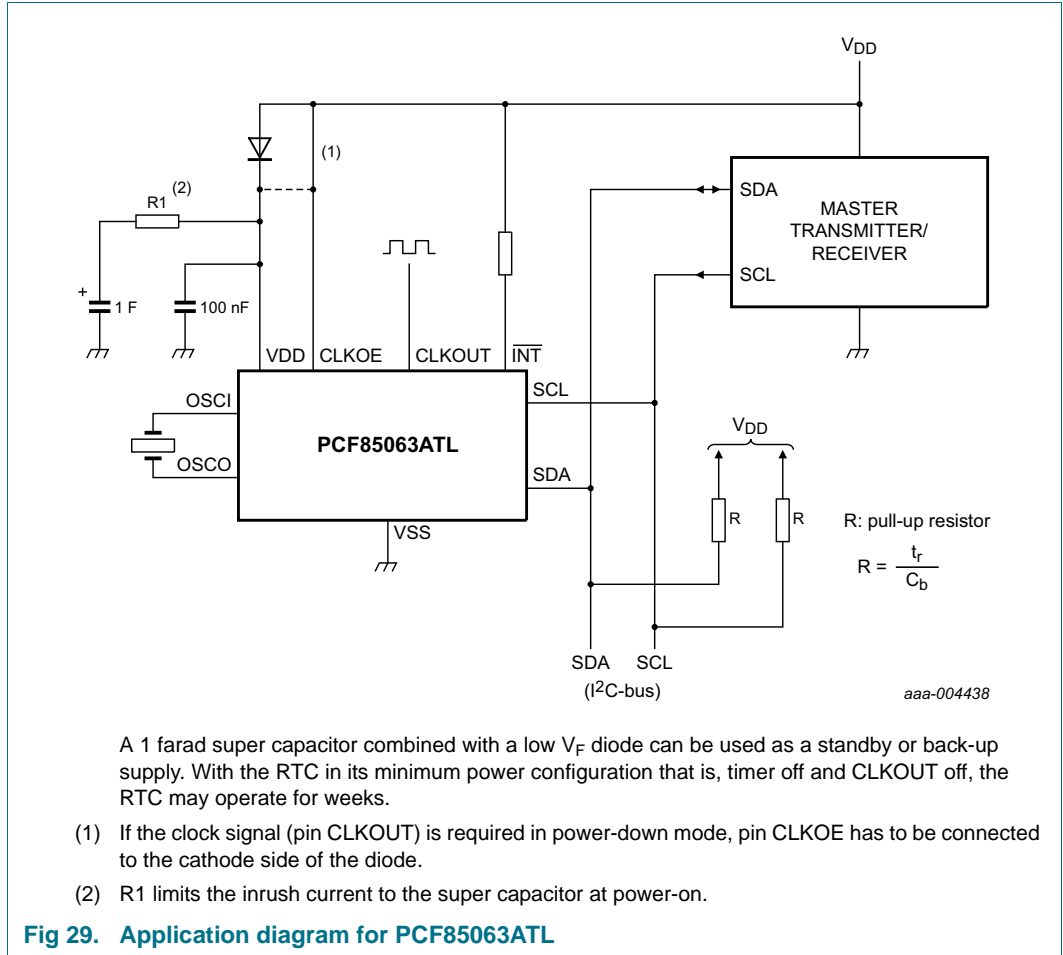 VDD
(1)
(2)
R1
SDA
MASTER
TRANSMITTER/
RECEIVER
SCL
+
1 F
100 nF
VDD CLKOE CLKOUT INT
SCL
OSCI
PCF85063ATL
OSCO
SDA
VSS
VDD
R
R
R: pull-up resistor
R = tr / Cb
SDA SCL
(I²C-bus)
aaa-004438
A 1 farad super capacitor combined with a low VF diode can be used as a standby or back-up
supply. With the RTC in its minimum power configuration that is, timer off and CLKOUT off, the
RTC may operate for weeks.
(1) If the clock signal (pin CLKOUT) is required in power-down mode, pin CLKOE has to be connected
to the cathode side of the diode.
(2) R1 limits the inrush current to the super capacitor at power-on.
Fig 29. Application diagram for PCF85063ATL